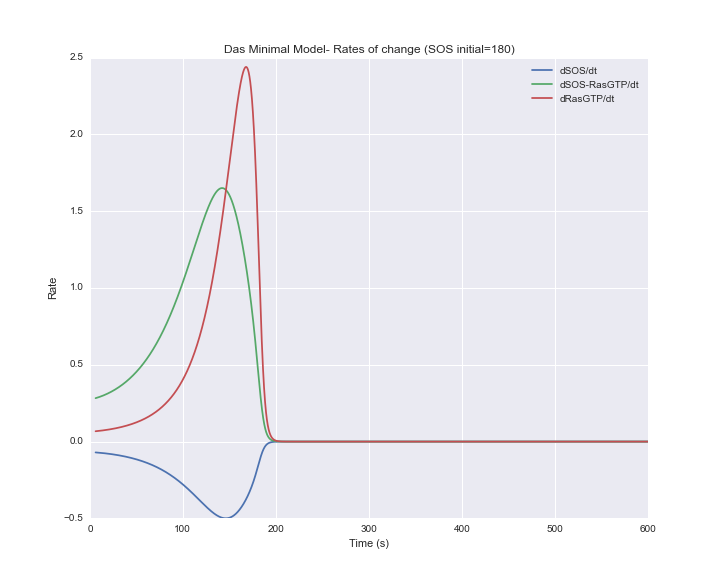 Das Minimal Model- Rates of change (SOS initial=180)
2.5
2.0
1.5
1.0
0.5
0.0
−0.5
Rate
dSOS/dt
dSOS-RasGTP/dt
dRasGTP/dt
0 100 200 300 400 500 600
Time (s)